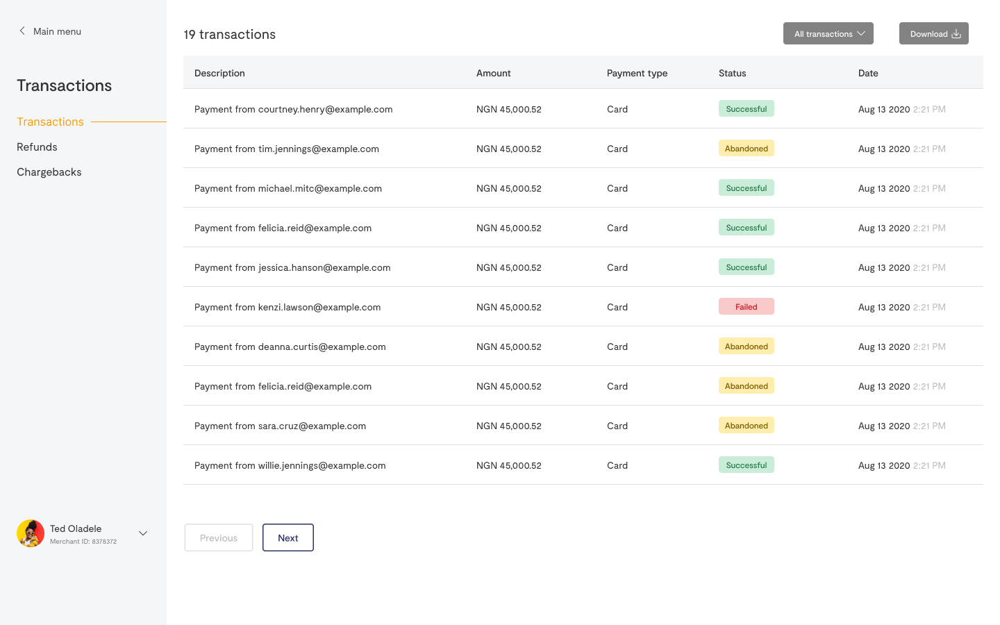 Main menu
Transactions
Transactions
Refunds
Chargebacks
Ted Oladele
Merchant ID: 8378372
19 transactions
All transactions
Download
Description Amount Payment type Status Date
Payment from courtney.henry@example.com NGN 45,000.52 Card Successful Aug 13 2020 2:21 PM
Payment from tim.jennings@example.com NGN 45,000.52 Card Abandoned Aug 13 2020 2:21 PM
Payment from michael.mitc@example.com NGN 45,000.52 Card Successful Aug 13 2020 2:21 PM
Payment from felicia.reid@example.com NGN 45,000.52 Card Successful Aug 13 2020 2:21 PM
Payment from jessica.hanson@example.com NGN 45,000.52 Card Successful Aug 13 2020 2:21 PM
Payment from kenzi.lawson@example.com NGN 45,000.52 Card Failed Aug 13 2020 2:21 PM
Payment from deanna.curtis@example.com NGN 45,000.52 Card Abandoned Aug 13 2020 2:21 PM
Payment from felicia.reid@example.com NGN 45,000.52 Card Abandoned Aug 13 2020 2:21 PM
Payment from sara.cruz@example.com NGN 45,000.52 Card Abandoned Aug 13 2020 2:21 PM
Payment from willie.jennings@example.com NGN 45,000.52 Card Successful Aug 13 2020 2:21 PM
Previous
Next